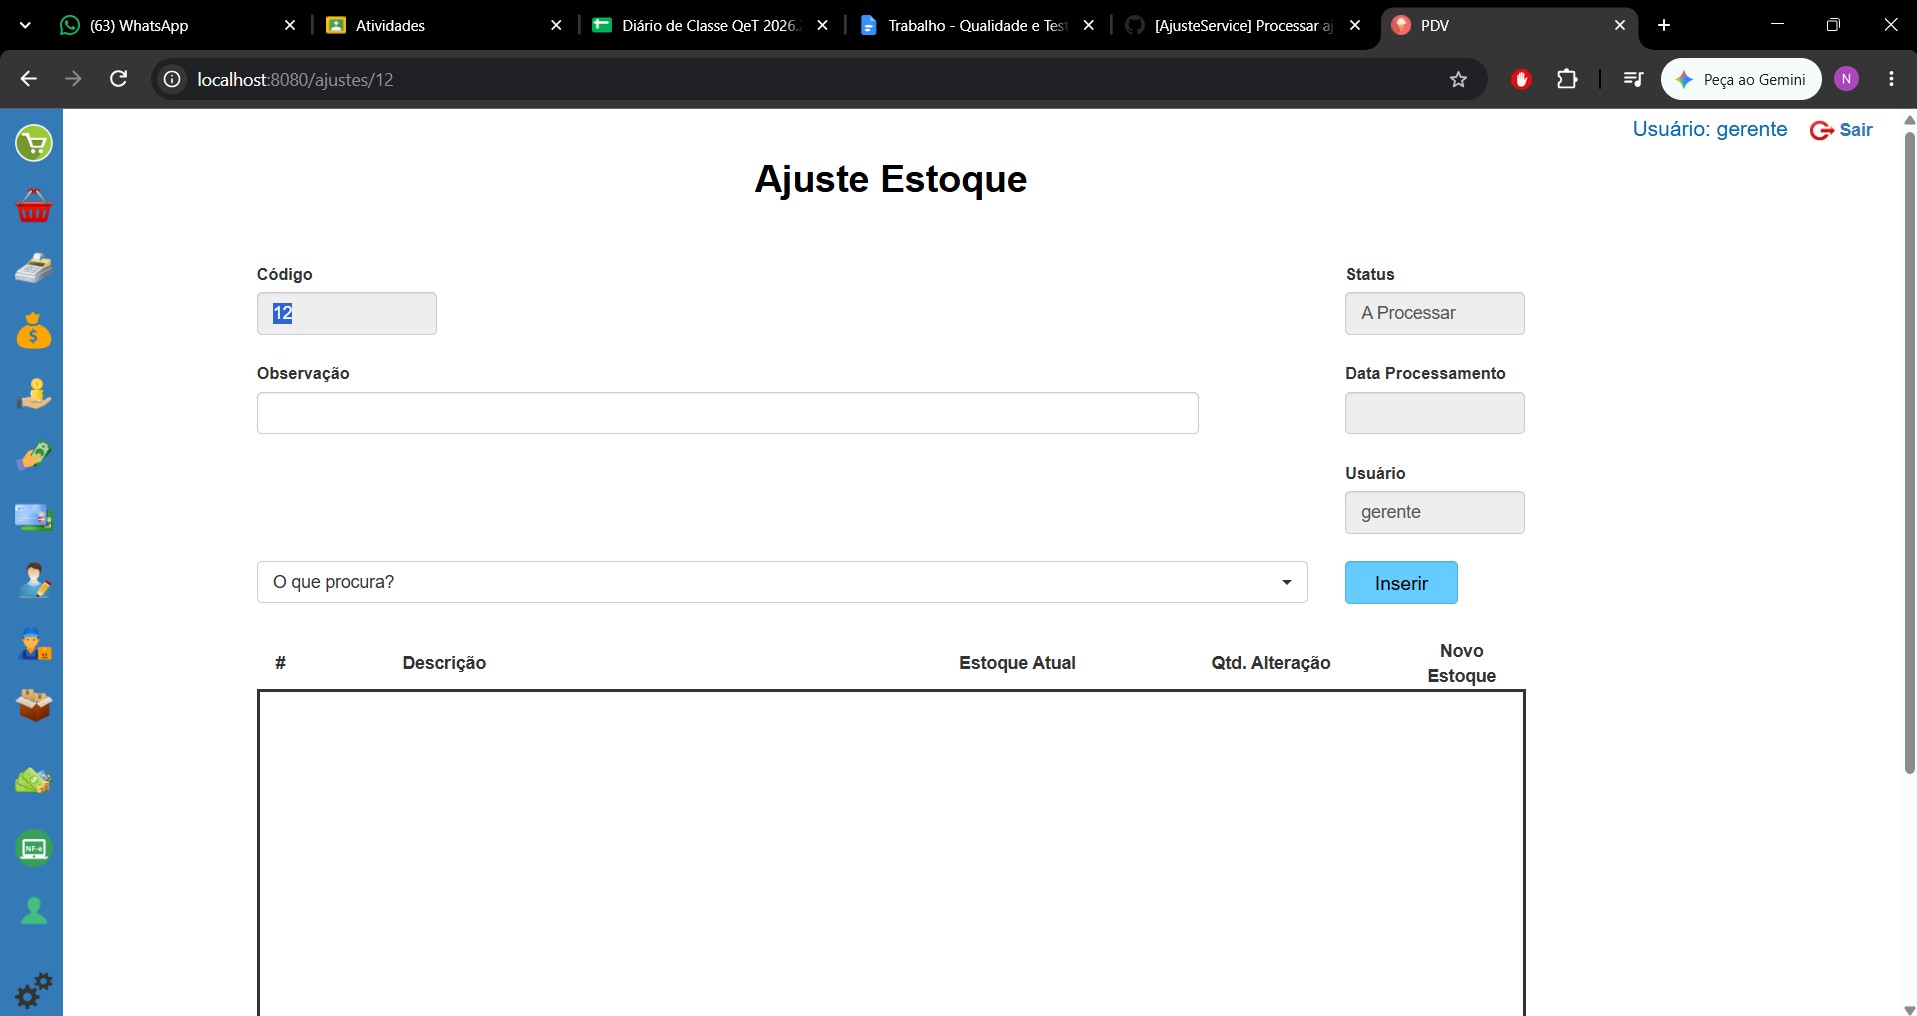 (63) WhatsApp
Atividades
Diário de Classe QeT 2026.
Trabalho - Qualidade e Test
[AjusteService] Processar aj
PDV
localhost:8080/ajustes/12
Peça ao Gemini
N
Usuário: gerente
Sair
Ajuste Estoque
Código
Status
12
A Processar
Observação
Data Processamento
Usuário
gerente
O que procura?
Inserir
# Descrição Estoque Atual Qtd. Alteração Novo Estoque
NF-e